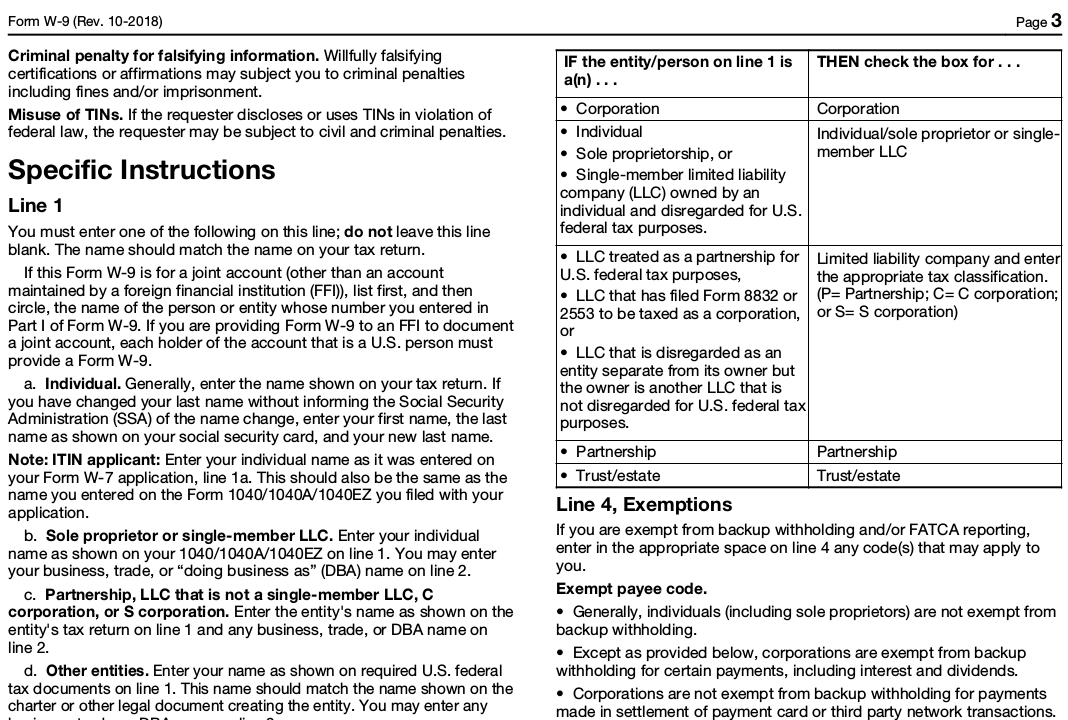 Form W-9 (Rev. 10-2018)
Page 3
Criminal penalty for falsifying information. Willfully falsifying
certifications or affirmations may subject you to criminal penalties
including fines and/or imprisonment.
Misuse of TINs. If the requester discloses or uses TINs in violation of
federal law, the requester may be subject to civil and criminal penalties.
Specific Instructions
Line 1
You must enter one of the following on this line; do not leave this line
blank. The name should match the name on your tax return.
If this Form W-9 is for a joint account (other than an account
maintained by a foreign financial institution (FFI)), list first, and then
circle, the name of the person or entity whose number you entered in
Part I of Form W-9. If you are providing Form W-9 to an FFI to document
a joint account, each holder of the account that is a U.S. person must
provide a Form W-9.
a. Individual. Generally, enter the name shown on your tax return. If
you have changed your last name without informing the Social Security
Administration (SSA) of the name change, enter your first name, the last
name as shown on your social security card, and your new last name.
Note: ITIN applicant: Enter your individual name as it was entered on
your Form W-7 application, line 1a. This should also be the same as the
name you entered on the Form 1040/1040A/1040EZ you filed with your
application.
b. Sole proprietor or single-member LLC. Enter your individual
name as shown on your 1040/1040A/1040EZ on line 1. You may enter
your business, trade, or “doing business as” (DBA) name on line 2.
c. Partnership, LLC that is not a single-member LLC, C
corporation, or S corporation. Enter the entity's name as shown on the
entity's tax return on line 1 and any business, trade, or DBA name on
line 2.
d. Other entities. Enter your name as shown on required U.S. federal
tax documents on line 1. This name should match the name shown on the
charter or other legal document creating the entity. You may enter any
IF the entity/person on line 1 is
a(n) . . .
THEN check the box for . . .
• Corporation
Corporation
• Individual
• Sole proprietorship, or
• Single-member limited liability
company (LLC) owned by an
individual and disregarded for U.S.
federal tax purposes.
Individual/sole proprietor or single-
member LLC
• LLC treated as a partnership for
U.S. federal tax purposes,
• LLC that has filed Form 8832 or
2553 to be taxed as a corporation,
or
• LLC that is disregarded as an
entity separate from its owner but
the owner is another LLC that is
not disregarded for U.S. federal tax
purposes.
Limited liability company and enter
the appropriate tax classification.
(P= Partnership; C= C corporation;
or S= S corporation)
• Partnership
Partnership
• Trust/estate
Trust/estate
Line 4, Exemptions
If you are exempt from backup withholding and/or FATCA reporting,
enter in the appropriate space on line 4 any code(s) that may apply to
you.
Exempt payee code.
• Generally, individuals (including sole proprietors) are not exempt from
backup withholding.
• Except as provided below, corporations are exempt from backup
withholding for certain payments, including interest and dividends.
• Corporations are not exempt from backup withholding for payments
made in settlement of payment card or third party network transactions.